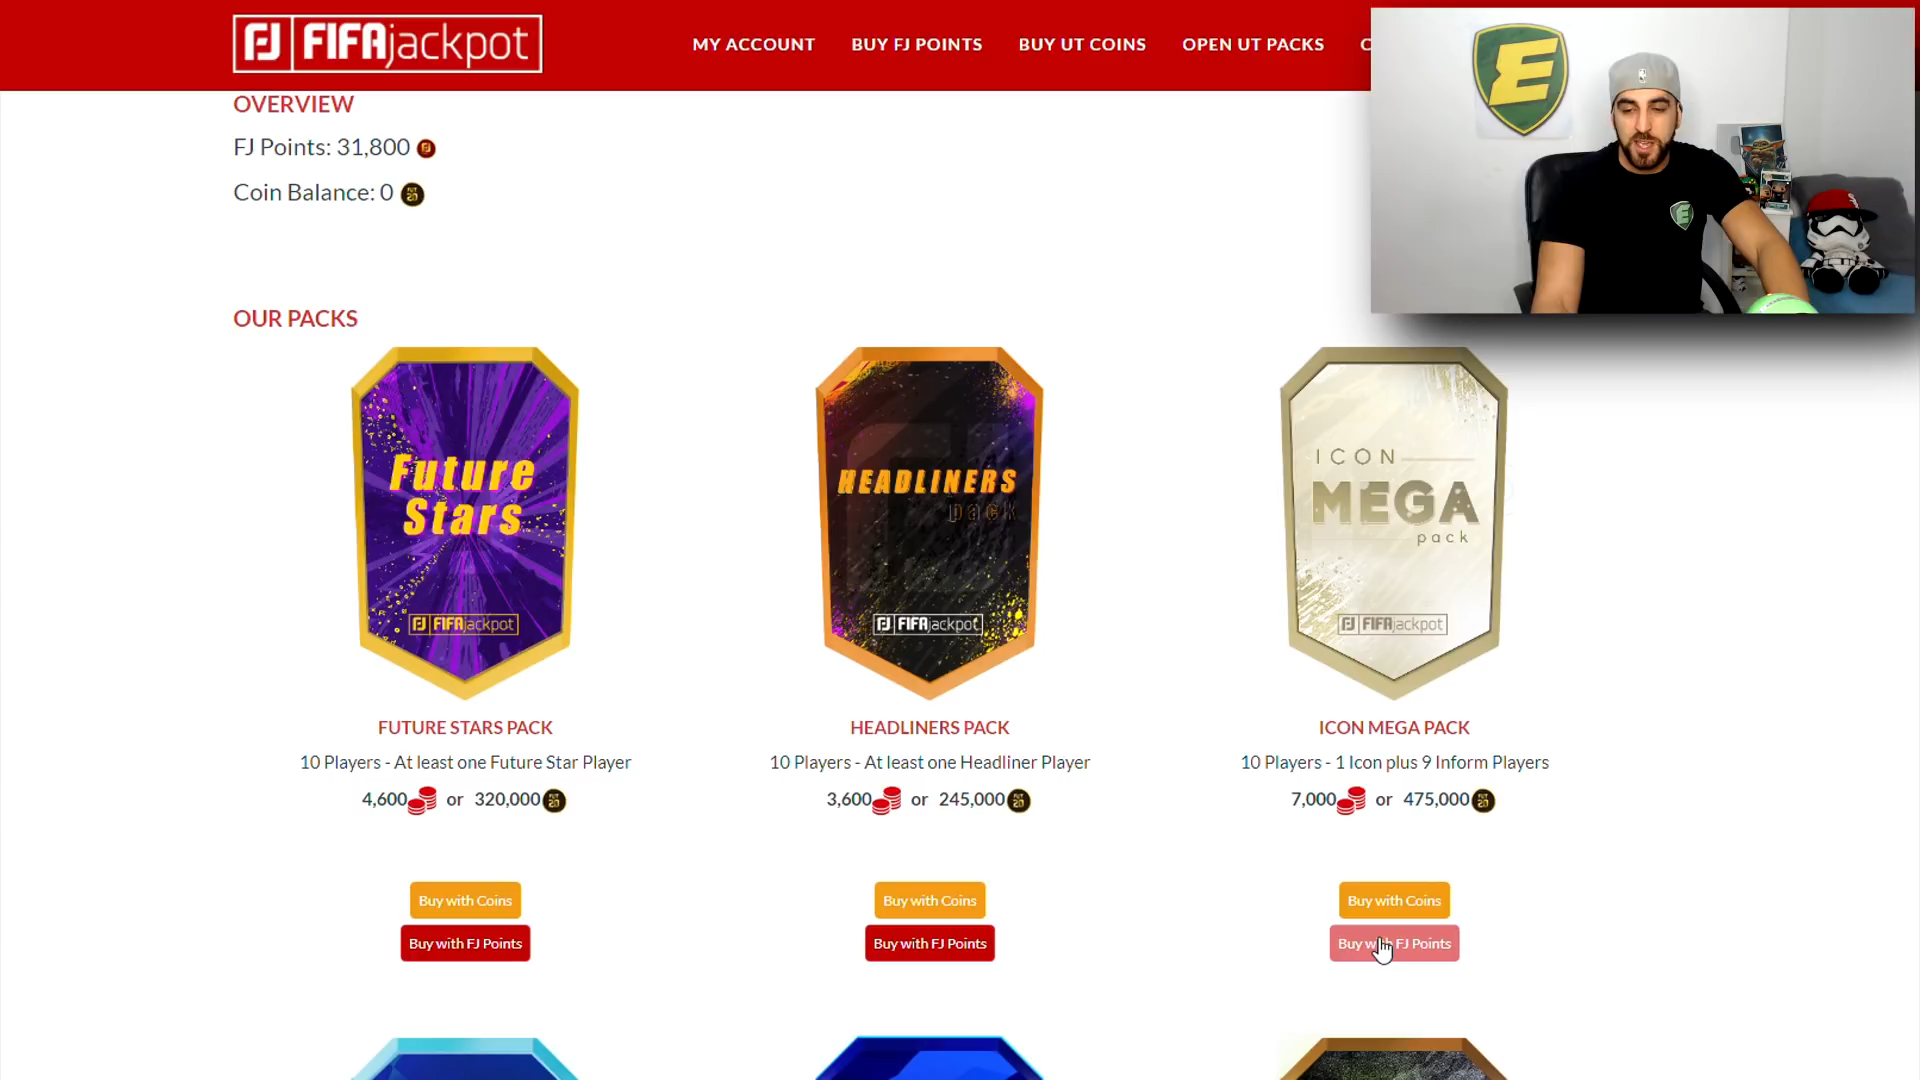 FJ FIFAjackpot
MY ACCOUNT BUY FJ POINTS BUY UT COINS OPEN UT PACKS C
E
E
OVERVIEW
FJ Points: 31,800
Coin Balance: 0
OUR PACKS
Future
Stars
FJ FIFAjackpot
HEADLINERS
pack
FJ FIFAjackpot
ICON
MEGA
pack
FJ FIFAjackpot
FUTURE STARS PACK
10 Players - At least one Future Star Player
4,600 or 320,000
Buy with Coins
Buy with FJ Points
HEADLINERS PACK
10 Players - At least one Headliner Player
3,600 or 245,000
Buy with Coins
Buy with FJ Points
ICON MEGA PACK
10 Players - 1 Icon plus 9 Inform Players
7,000 or 475,000
Buy with Coins
Buy with FJ Points